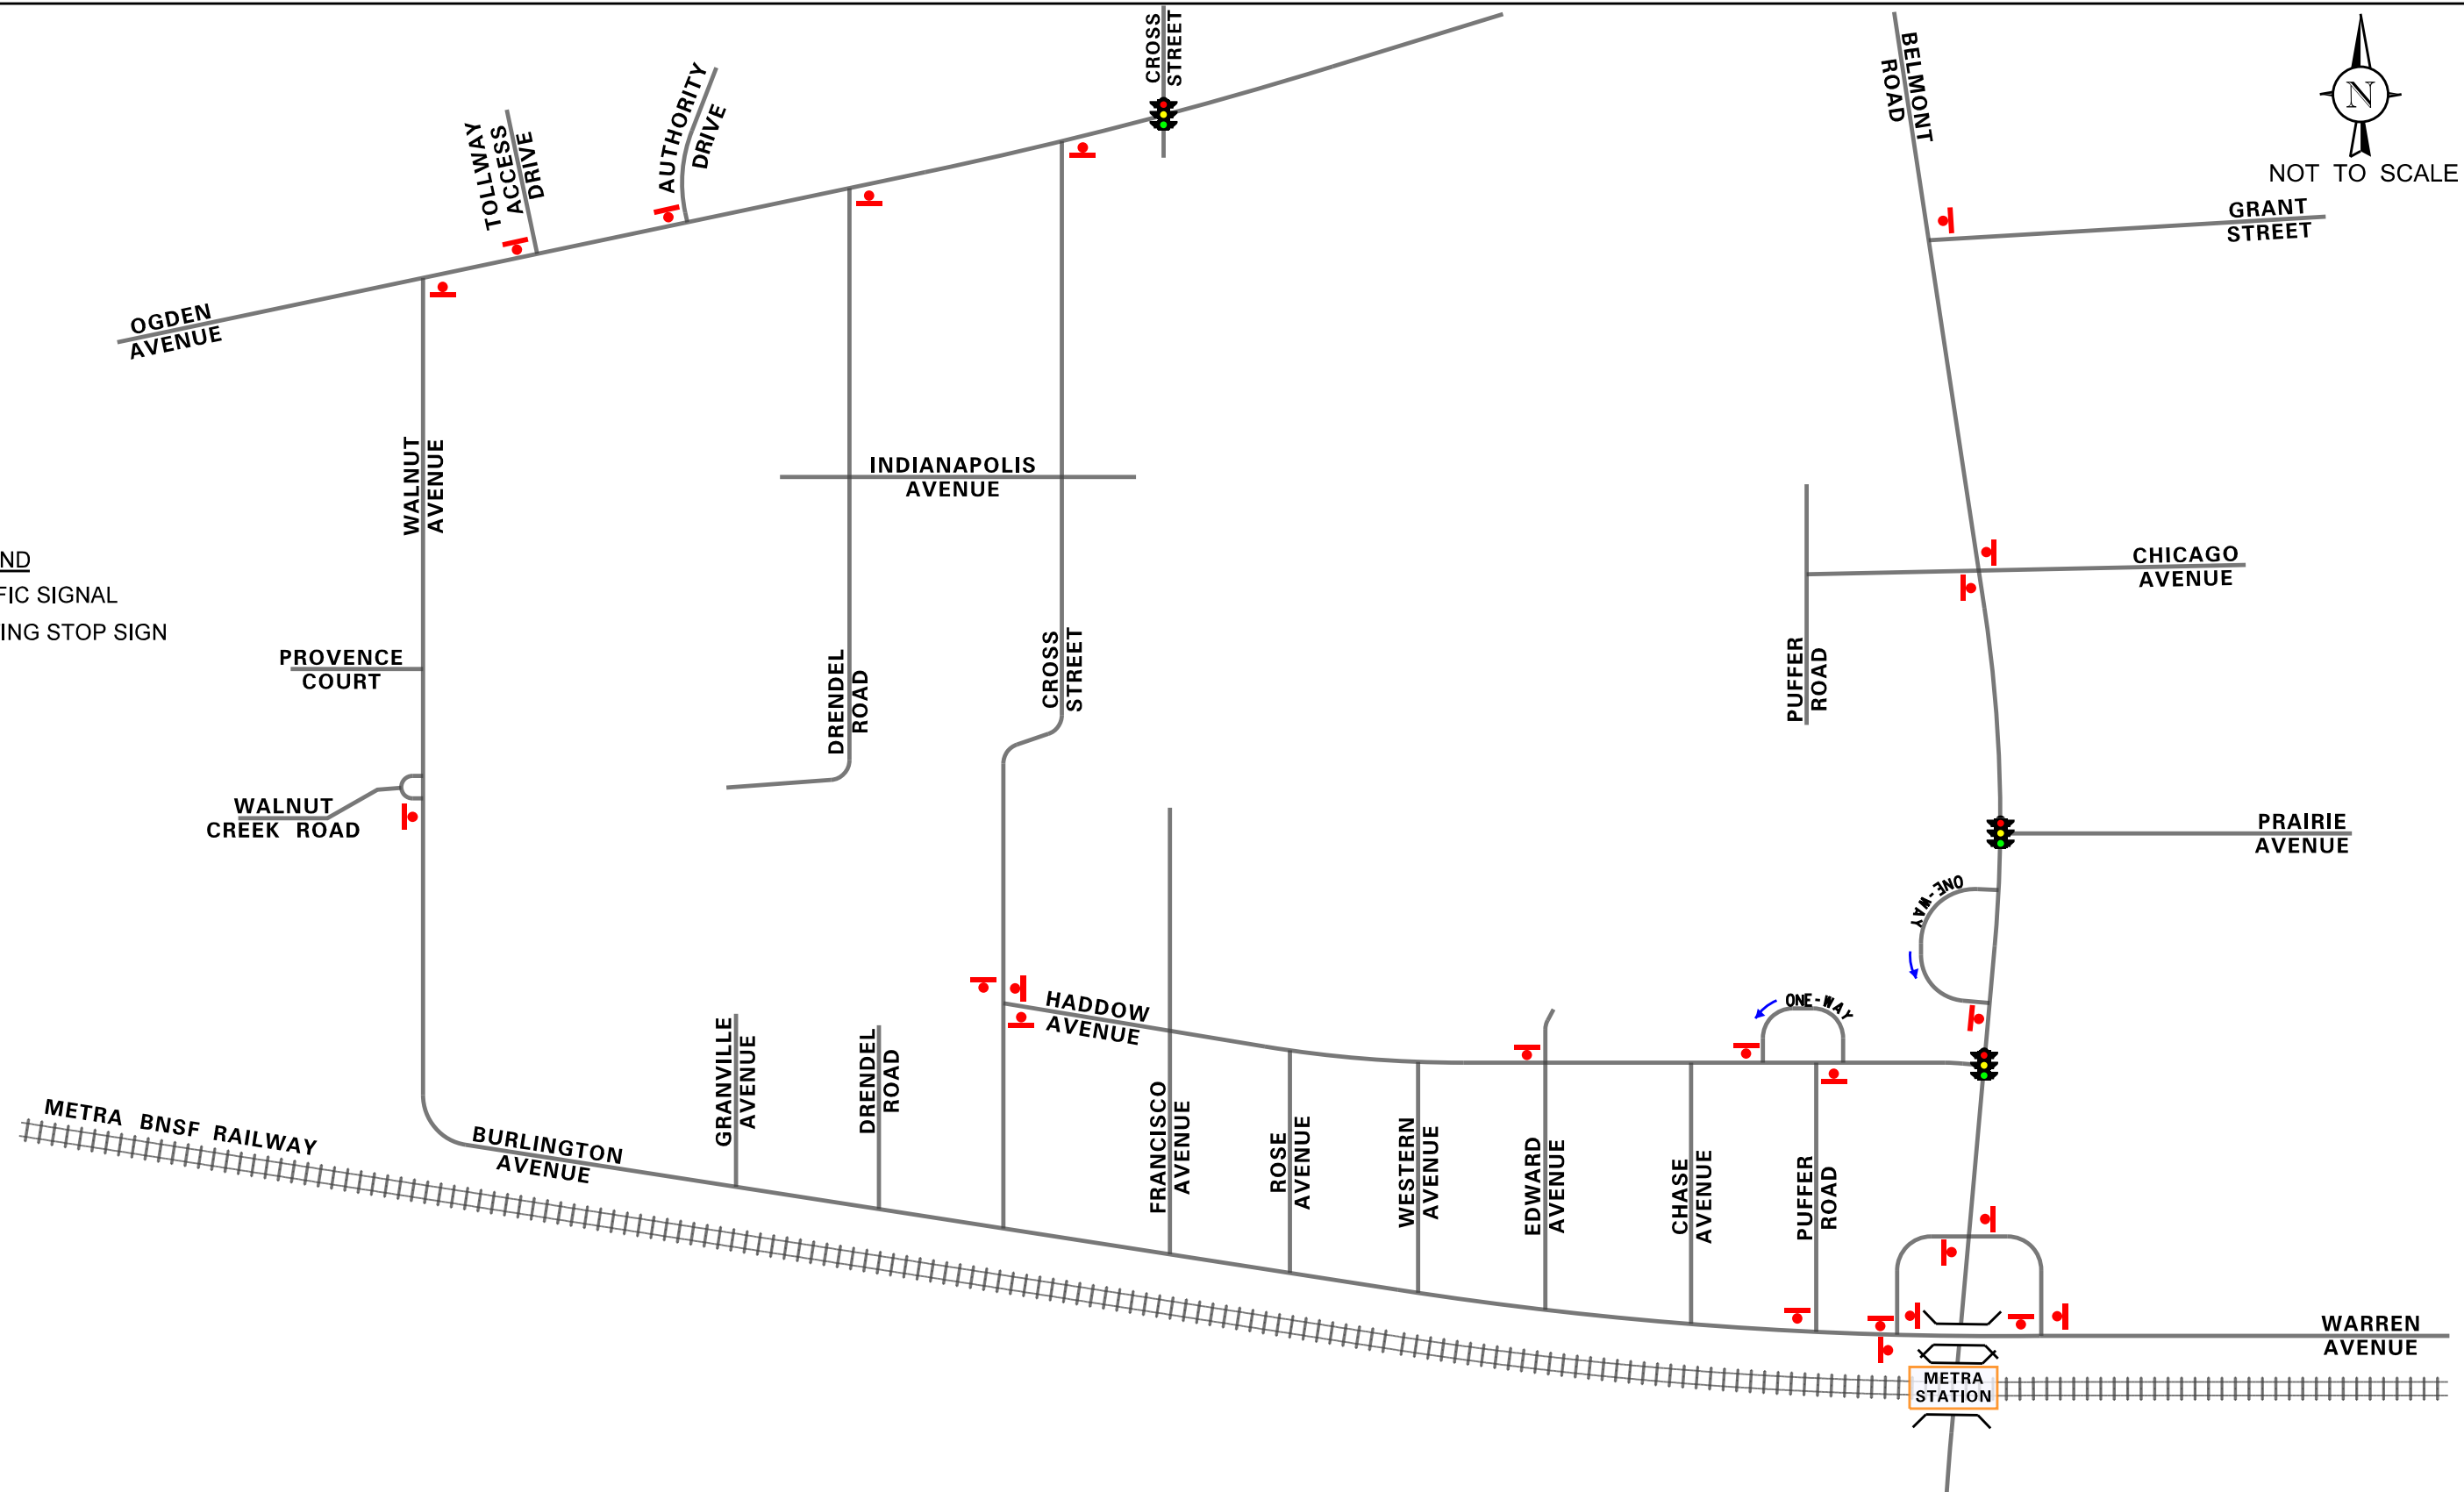 CROSS
STREET
BELMONT
ROAD
N
NOT TO SCALE
TOLLWAY
ACCESS
DRIVE
AUTHORITY
DRIVE
GRANT
STREET
OGDEN
AVENUE
WALNUT
AVENUE
INDIANAPOLIS
AVENUE
CHICAGO
AVENUE
ND
FIC SIGNAL
ING STOP SIGN
PROVENCE
COURT
DRENDEL
ROAD
CROSS
STREET
PUFFER
ROAD
WALNUT
CREEK ROAD
PRAIRIE
AVENUE
ONE-WAY
HADDOW
AVENUE
ONE-WAY
GRANVILLE
AVENUE
DRENDEL
ROAD
FRANCISCO
AVENUE
ROSE
AVENUE
WESTERN
AVENUE
EDWARD
AVENUE
CHASE
AVENUE
PUFFER
ROAD
METRA BNSF RAILWAY
BURLINGTON
AVENUE
WARREN
AVENUE
METRA
STATION